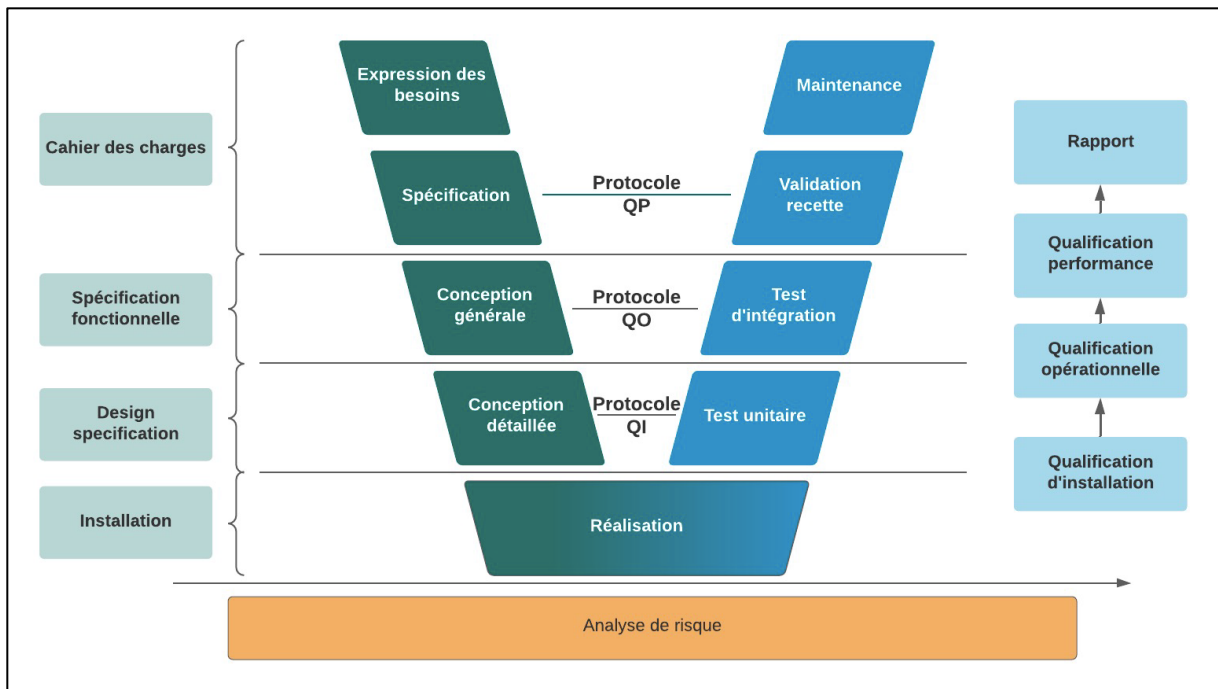 Expression des
besoins
Maintenance
Cahier des charges
Rapport
Spécification
Protocole
QP
Validation
recette
Qualification
performance
Spécification
fonctionnelle
Conception
générale
Protocole
QO
Test
d'intégration
Qualification
opérationnelle
Design
specification
Conception
détaillée
Protocole
QI
Test unitaire
Qualification
d'installation
Installation
Réalisation
Analyse de risque